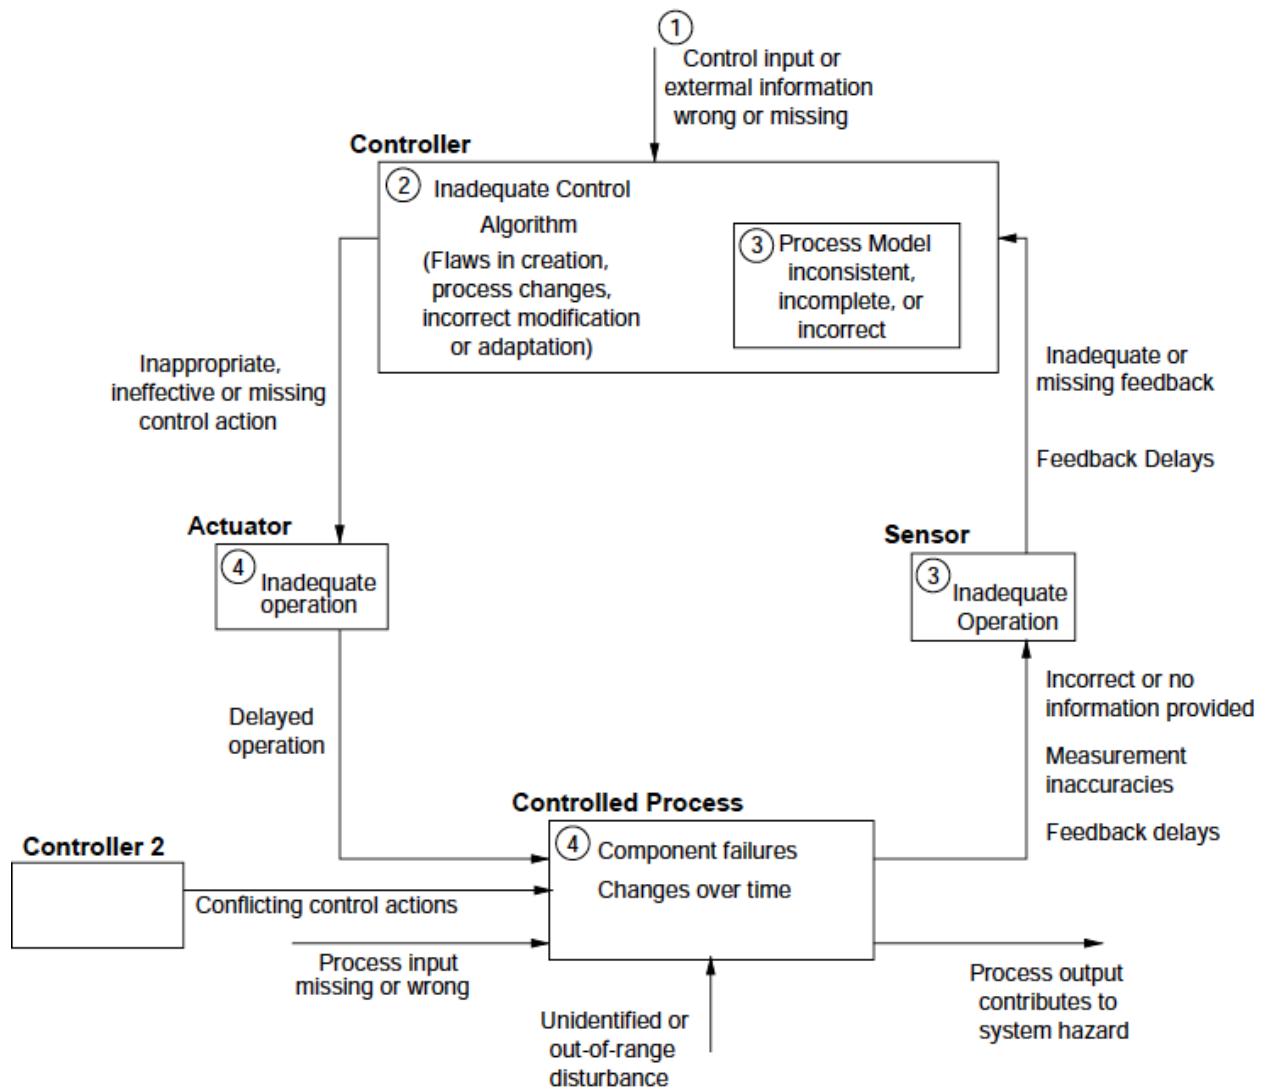 1
Control input or
extermal information
wrong or missing
Controller
2
Inadequate Control
Algorithm
(Flaws in creation,
process changes,
incorrect modification
or adaptation)
3
Process Model
inconsistent,
incomplete, or
incorrect
Inappropriate,
ineffective or missing
control action
Inadequate or
missing feedback
Feedback Delays
Actuator
4
Inadequate
operation
Sensor
3
Inadequate
Operation
Delayed
operation
Incorrect or no
information provided
Measurement
inaccuracies
Feedback delays
Controlled Process
4
Component failures
Changes over time
Controller 2
Conflicting control actions
Process input
missing or wrong
Unidentified or
out-of-range
disturbance
Process output
contributes to
system hazard